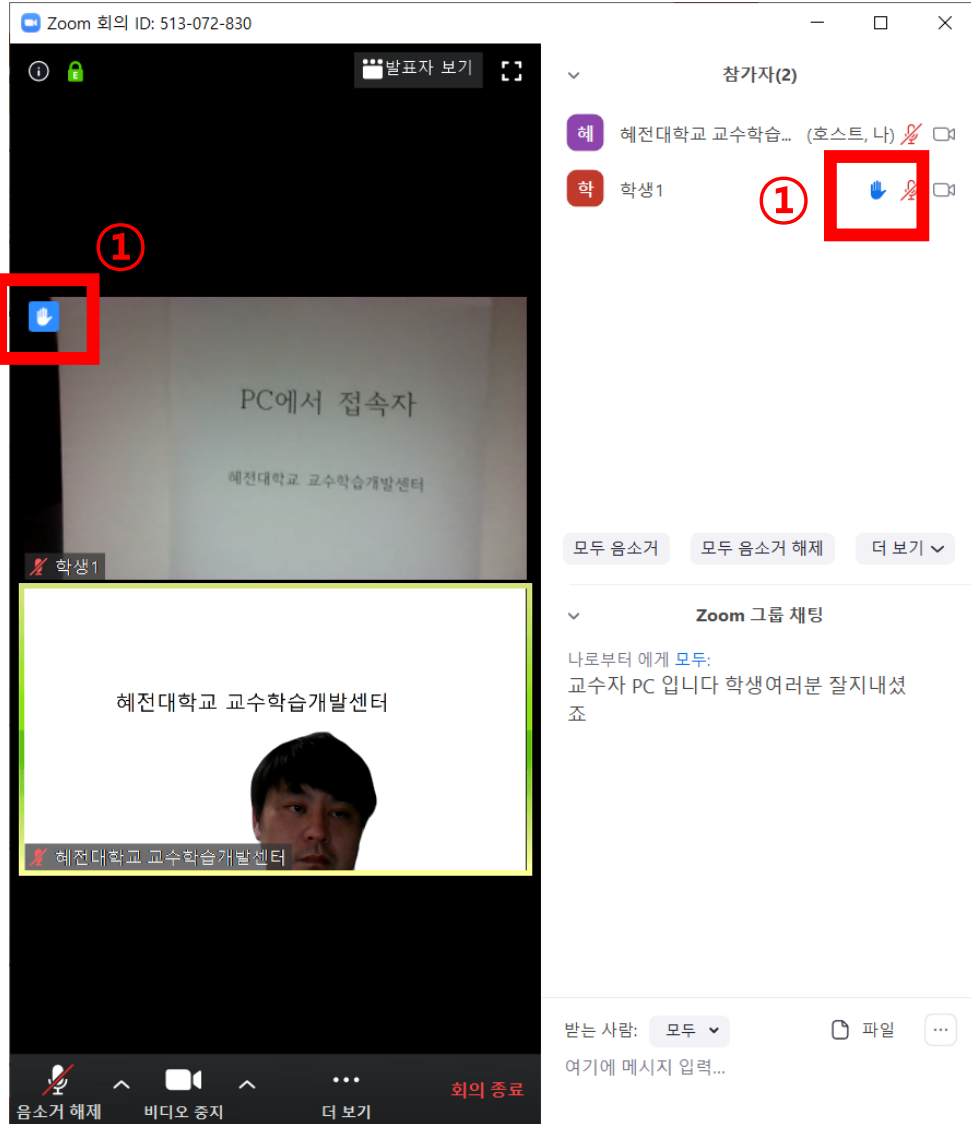 Zoom 회의 ID: 513-072-830
발표자 보기
①
PC에서 접속자
혜전대학교 교수학습개발센터
학생1
혜전대학교 교수학습개발센터
혜전대학교 교수학습개발센터
음소거 해제
비디오 중지
더 보기
회의 종료
참가자(2)
혜 혜전대학교 교수학습... (호스트, 나)
학 학생1
①
모두 음소거 모두 음소거 해제 더 보기
Zoom 그룹 채팅
나로부터 에게 모두:
교수자 PC 입니다 학생여러분 잘지내셨
죠
받는 사람: 모두 파일 ...
여기에 메시지 입력...